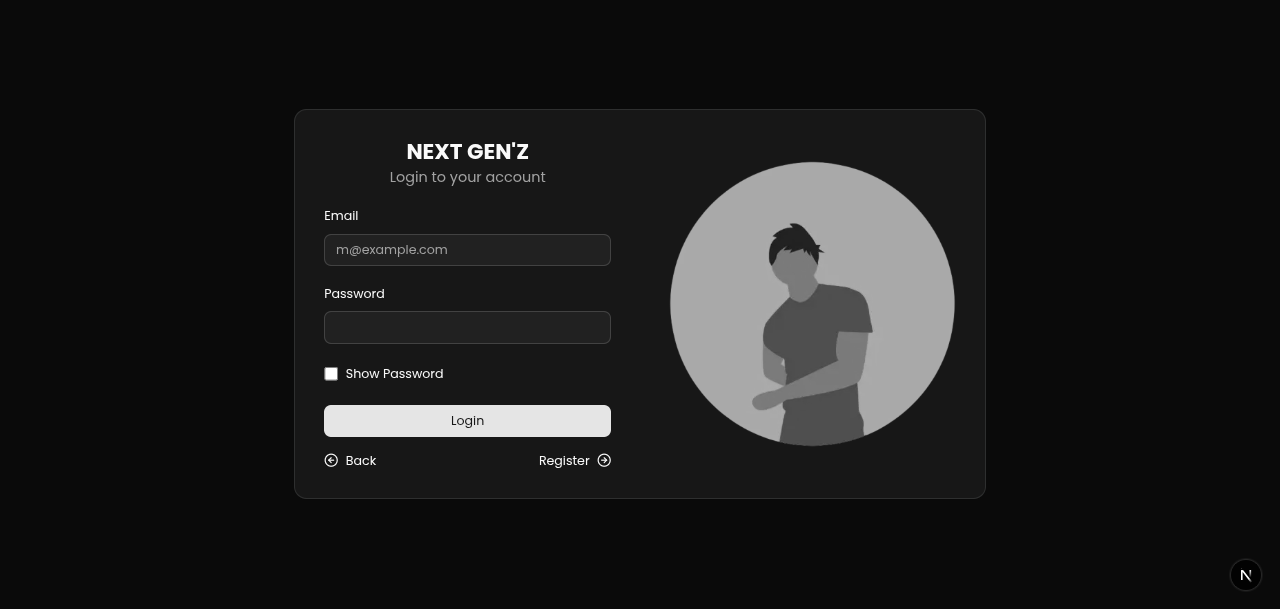 NEXT GEN'Z
Login to your account
Email
m@example.com
Password
Show Password
Login
Back
Register
N